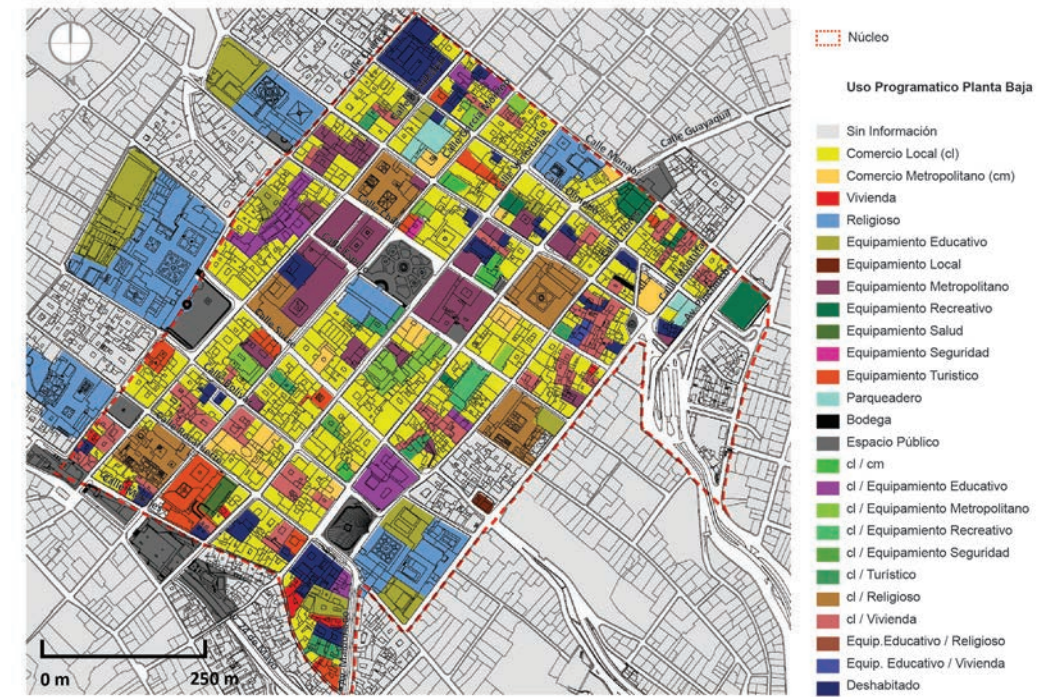 Núcleo
Uso Programatico Planta Baja
Sin Información
Comercio Local (cl)
Comercio Metropolitano (cm)
Vivienda
Religioso
Equipamiento Educativo
Equipamiento Local
Equipamiento Metropolitano
Equipamiento Recreativo
Equipamiento Salud
Equipamiento Seguridad
Equipamiento Turistico
Parqueadero
Bodega
Espacio Público
cl / cm
cl / Equipamiento Educativo
cl / Equipamiento Metropolitano
cl / Equipamiento Recreativo
cl / Equipamiento Seguridad
cl / Turístico
cl / Religioso
cl / Vivienda
Equip.Educativo / Religioso
Equip. Educativo / Vivienda
Deshabitado
Calle Guayaqua
Calle Manab
0 m
250 m